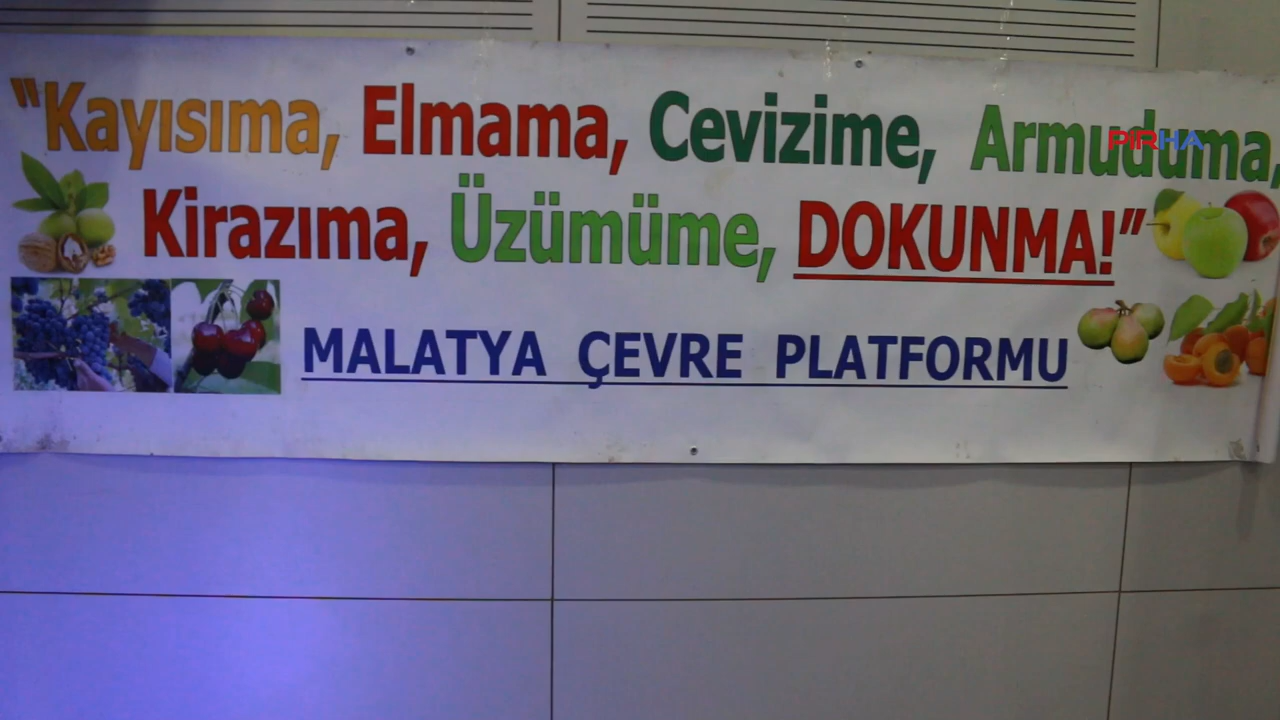 "Kayısıma, Elmama, Cevizime, Armuduma,
Kirazıma, Üzümüme, DOKUNMA!"
MALATYA ÇEVRE PLATFORMU
PİRHA